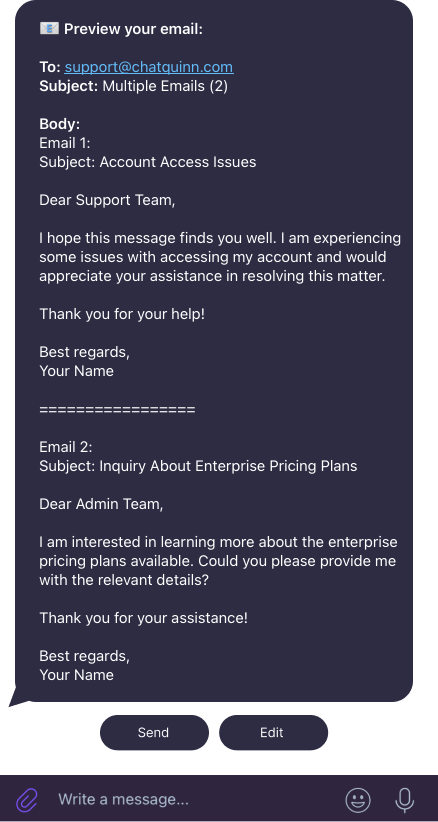 📧 Preview your email:
To: support@chatquinn.com
Subject: Multiple Emails (2)
Body:
Email 1:
Subject: Account Access Issues
Dear Support Team,
I hope this message finds you well. I am experiencing
some issues with accessing my account and would
appreciate your assistance in resolving this matter.
Thank you for your help!
Best regards,
Your Name
=================
Email 2:
Subject: Inquiry About Enterprise Pricing Plans
Dear Admin Team,
I am interested in learning more about the enterprise
pricing plans available. Could you please provide me
with the relevant details?
Thank you for your assistance!
Best regards,
Your Name
Send Edit
Write a message...